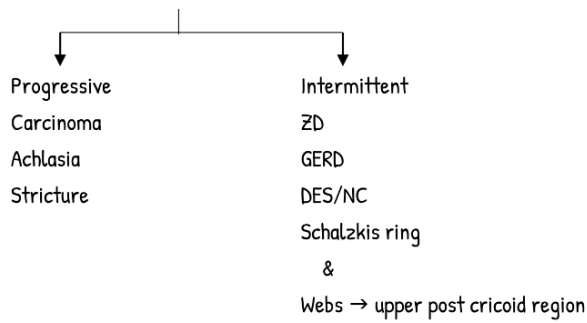 Progressive
Carcinoma
Achlasia
Stricture
Intermittent
ZD
GERD
DES/NC
Schalzkis ring
&
Webs → upper post cricoid region